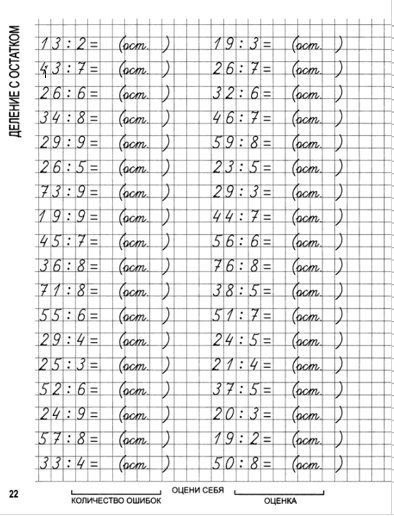 ДЕЛЕНИЕ С ОСТАТКОМ
13:2= (ост. ) 19:3= (ост. )
43:7= (ост. ) 26:7= (ост. )
26:6= (ост. ) 32:6= (ост. )
34:8= (ост. ) 46:7= (ост. )
29:9= (ост. ) 59:8= (ост. )
26:5= (ост. ) 23:5= (ост. )
73:9= (ост. ) 29:3= (ост. )
19:9= (ост. ) 44:7= (ост. )
45:7= (ост. ) 56:6= (ост. )
36:8= (ост. ) 76:8= (ост. )
71:8= (ост. ) 38:5= (ост. )
55:6= (ост. ) 51:7= (ост. )
29:4= (ост. ) 24:5= (ост. )
25:3= (ост. ) 21:4= (ост. )
52:6= (ост. ) 37:5= (ост. )
24:9= (ост. ) 20:3= (ост. )
57:8= (ост. ) 19:2= (ост. )
33:4= (ост. ) 50:8= (ост. )
ОЦЕНИ СЕБЯ
22 КОЛИЧЕСТВО ОШИБОК ОЦЕНКА